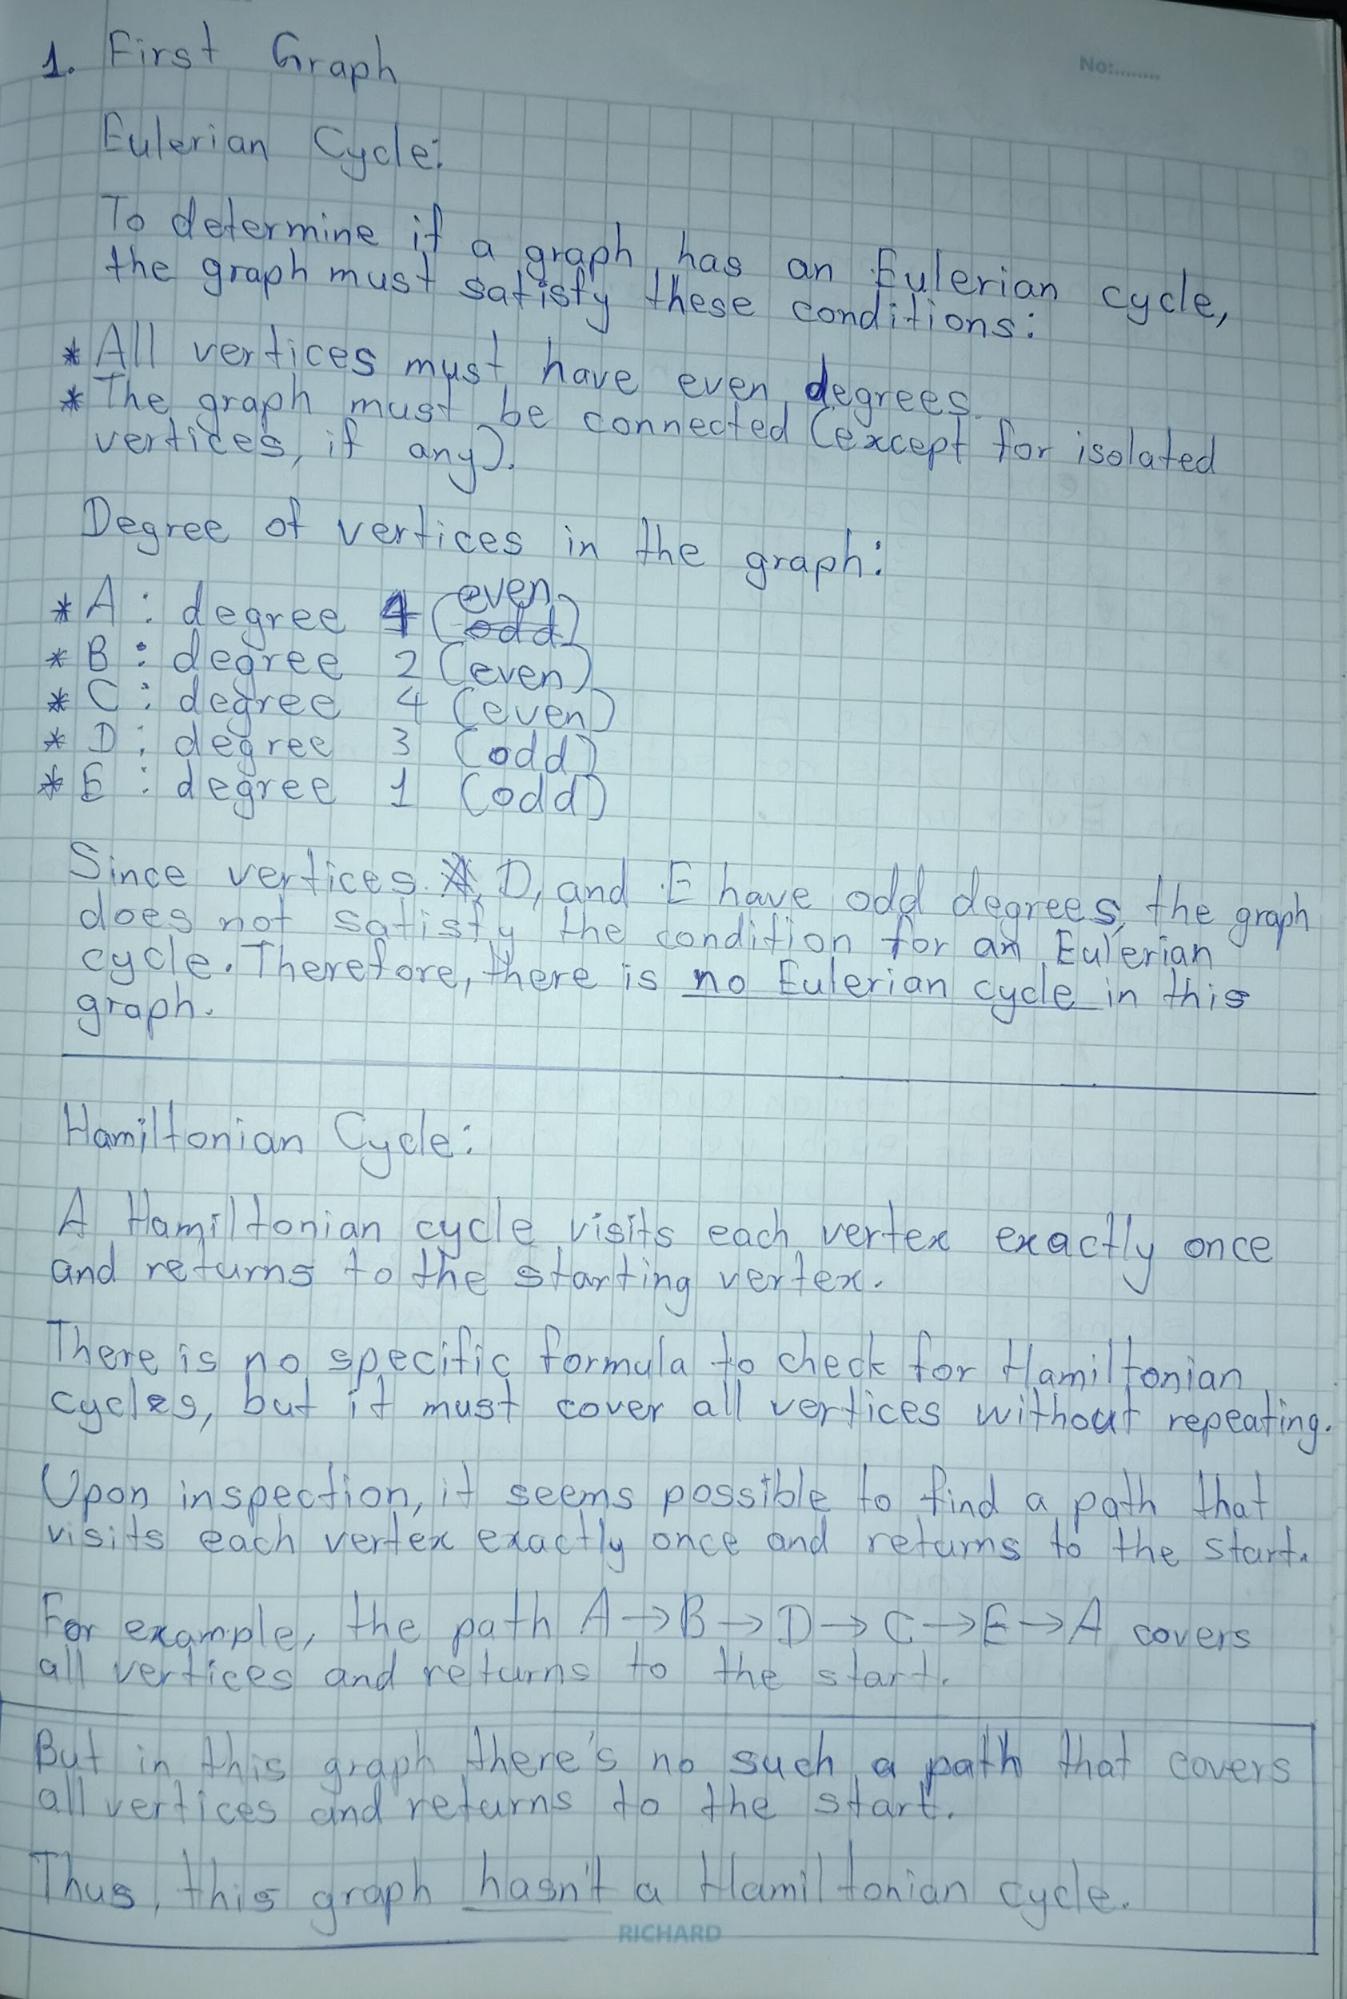 No:........
1. First Graph
Eulerian Cycle:
To determine if a graph has an Eulerian cycle,
the graph must satisfy these conditions:
* All vertices must have even degrees.
* The graph must be connected (except for isolated
vertices, if any).
Degree of vertices in the graph:
even
* A : degree 4 (odd)
* B : degree 2 (even)
* C : degree 4 (even)
* D : degree 3 (odd)
* E : degree 1 (odd)
Since vertices A, D, and E have odd degrees, the graph
does not satisfy the condition for an Eulerian
cycle. Therefore, there is no Eulerian cycle in this
graph.
Hamiltonian Cycle:
A Hamiltonian cycle visits each vertex exactly once
and returns to the starting vertex.
There is no specific formula to check for Hamiltonian
cycles, but it must cover all vertices without repeating.
Upon inspection, it seems possible to find a path that
visits each vertex exactly once and returns to the start.
For example, the path A→B→D→C→E→A covers
all vertices and returns to the start.
But in this graph there's no such a path that covers
all vertices and returns to the start.
Thus, this graph hasn't a Hamiltonian cycle.
RICHARD